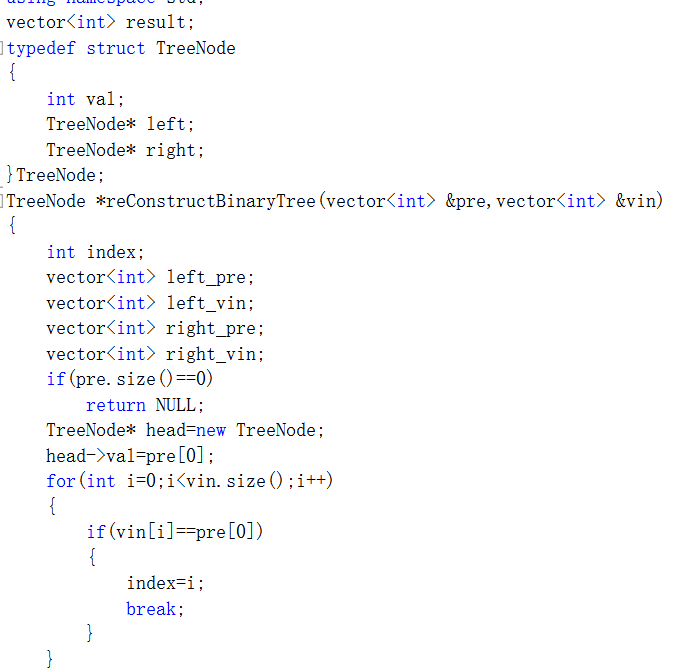 using namespace std;
vector<int> result;
typedef struct TreeNode
{
    int val;
    TreeNode* left;
    TreeNode* right;
}TreeNode;
TreeNode *reConstructBinaryTree(vector<int> &pre,vector<int> &vin)
{
    int index;
    vector<int> left_pre;
    vector<int> left_vin;
    vector<int> right_pre;
    vector<int> right_vin;
    if(pre.size()==0)
        return NULL;
    TreeNode* head=new TreeNode;
    head->val=pre[0];
    for(int i=0;i<vin.size();i++)
    {
        if(vin[i]==pre[0])
        {
            index=i;
            break;
        }
    }